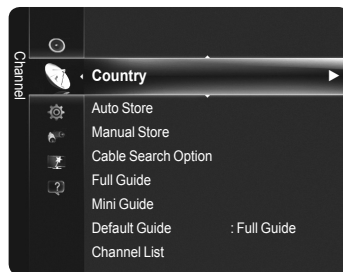 Channel
Country
Auto Store
Manual Store
Cable Search Option
Full Guide
Mini Guide
Default Guide : Full Guide
Channel List